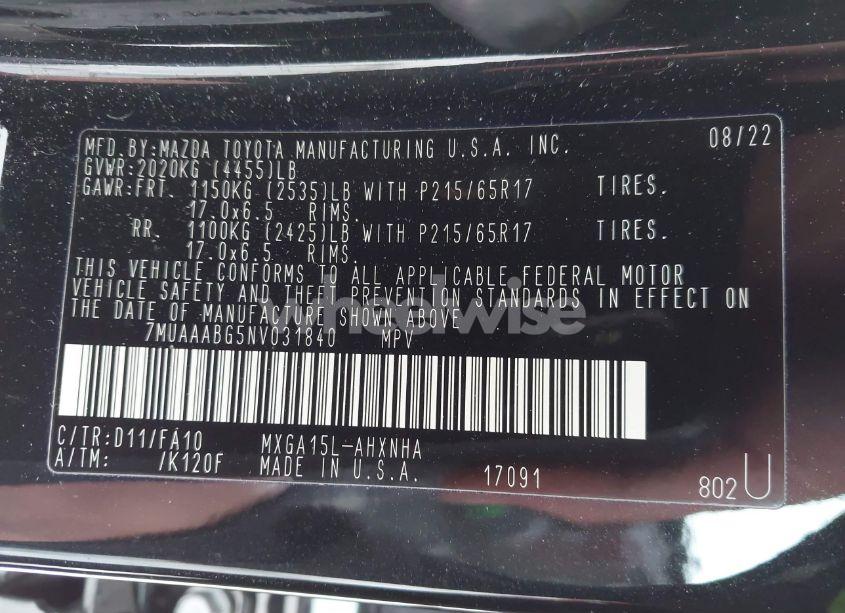 MFD.BY:MAZDA TOYOTA MANUFACTURING U.S.A. INC. 08/22
GVWR:2020KG (4455)LB
GAWR:FRT. 1150KG (2535)LB WITH P215/65R17 TIRES.
17.0x6.5 RIMS.
RR. 1100KG (2425)LB WITH P215/65R17 TIRES.
17.0x6.5 RIMS.
THIS VEHICLE CONFORMS TO ALL APPLICABLE FEDERAL MOTOR
VEHICLE SAFETY AND THEFT PREVENTION STANDARDS IN EFFECT ON
THE DATE OF MANUFACTURE SHOWN ABOVE
wheelwise
7MUAAABG5NV031840 MPV
C/TR:D11/FA10 MXGA15L-AHXNHA
A/TM: /K120F MADE IN U.S.A. 17091 802U